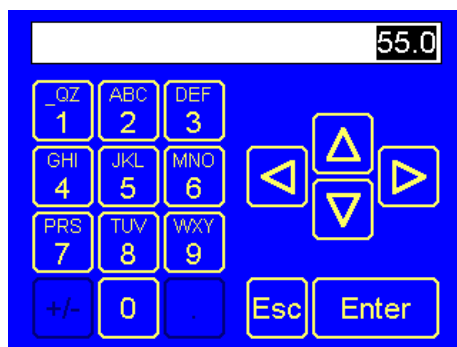 55.0
_QZ ABC DEF
1 2 3
GHI JKL MNO
4 5 6
PRS TUV WXY
7 8 9
+/- 0 . Esc Enter